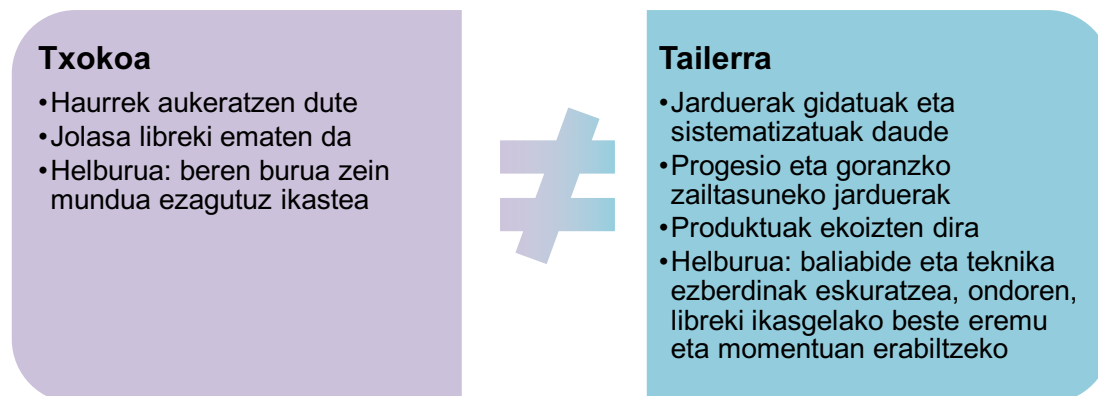 Txokoa
•Haurrek aukeratzen dute
•Jolasa libreki ematen da
•Helburua: beren burua zein
mundua ezagutuz ikastea
≠
Tailerra
•Jarduerak gidatuak eta
sistematizatuak daude
•Progesio eta goranzko
zailtasuneko jarduerak
•Produktuak ekoizten dira
•Helburua: baliabide eta teknika
ezberdinak eskuratzea, ondoren,
libreki ikasgelako beste eremu
eta momentuan erabiltzeko